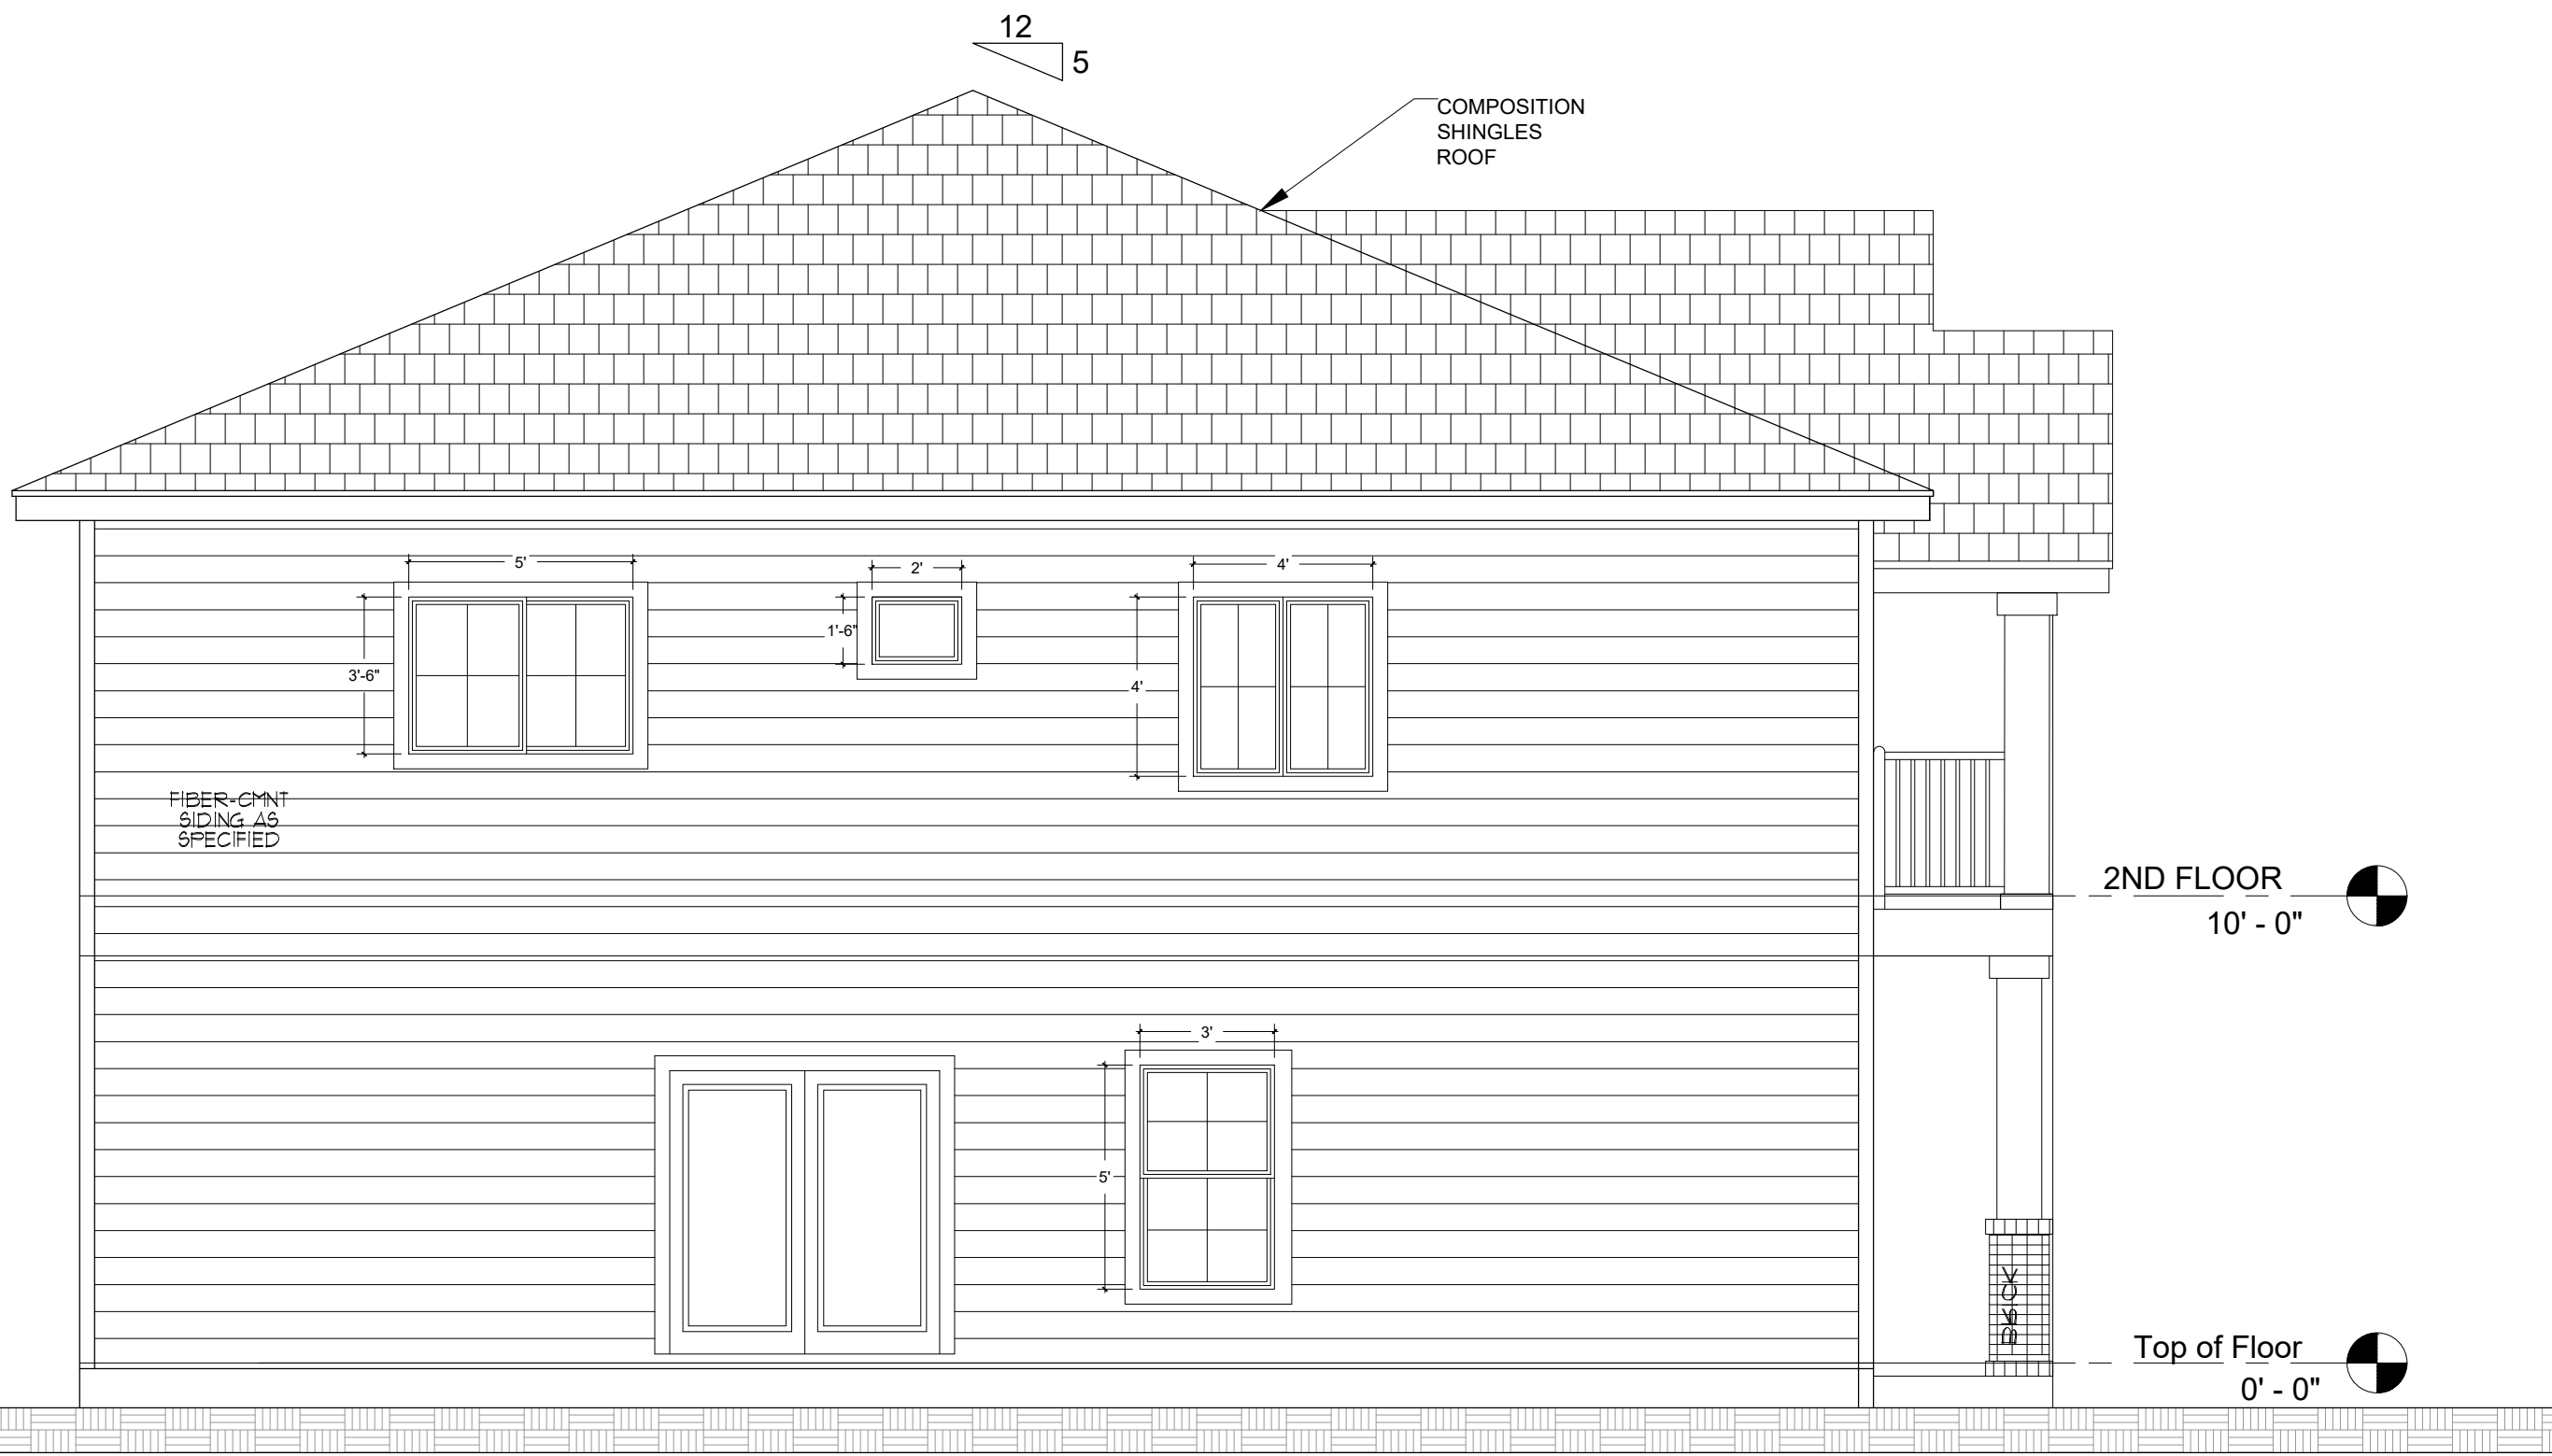 12
5
COMPOSITION
SHINGLES
ROOF
5'
2'
4'
1'-6"
3'-6"
4'
FIBER-CMNT
SIDING AS
SPECIFIED
2ND FLOOR
10' - 0"
3'
5'
BRICK
Top of Floor
0' - 0"